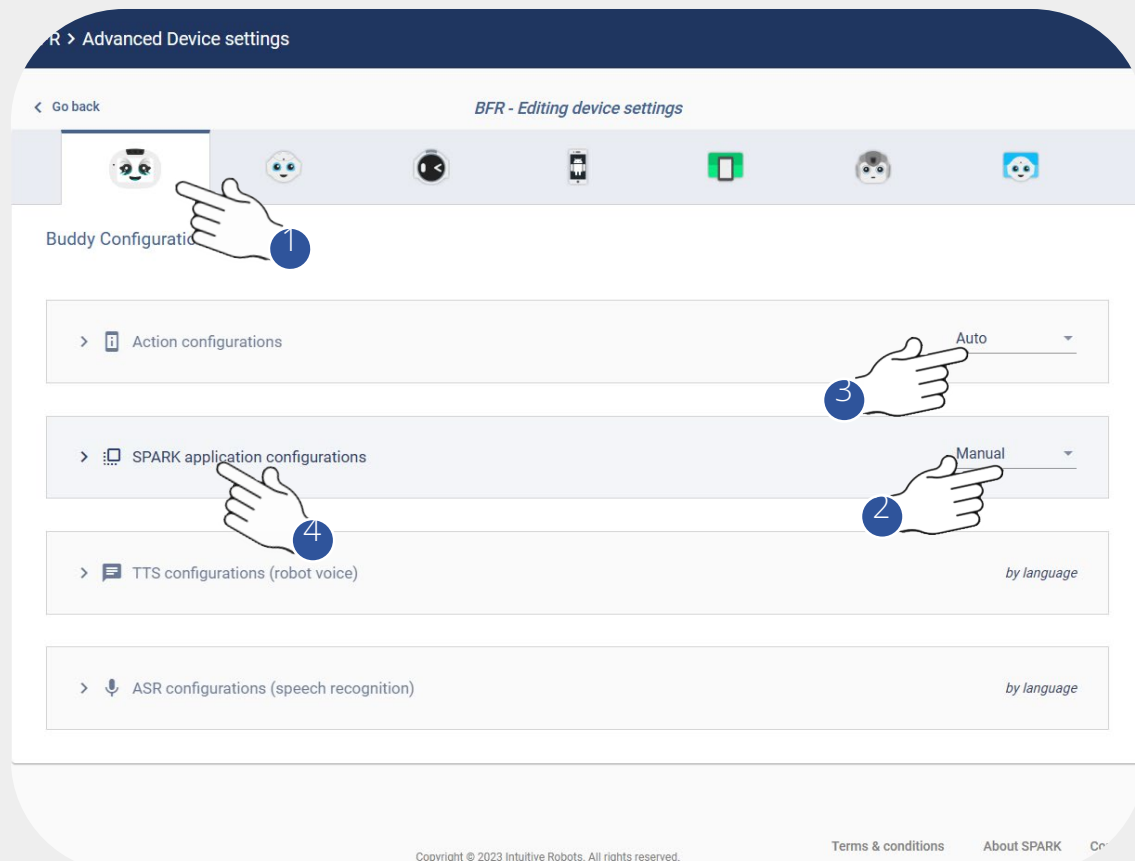 R > Advanced Device settings
Go back
BFR - Editing device settings
Buddy
1
Action configurations
Auto
3
SPARK application configurations
Manual
2
4
TTS configurations (robot voice)
by language
ASR configurations (speech recognition)
by language
Terms & conditions
About SPARK
Copyright © 2023 Intuitive Robots. All rights reserved.